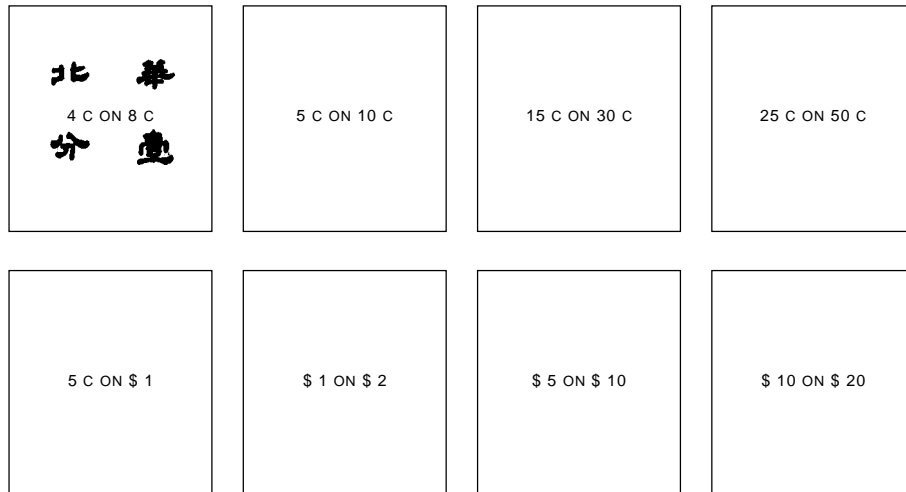 華北
4 C ON 8 C
壹分
5 C ON 10 C
15 C ON 30 C
25 C ON 50 C
5 C ON $ 1
$ 1 ON $ 2
$ 5 ON $ 10
$ 10 ON $ 20